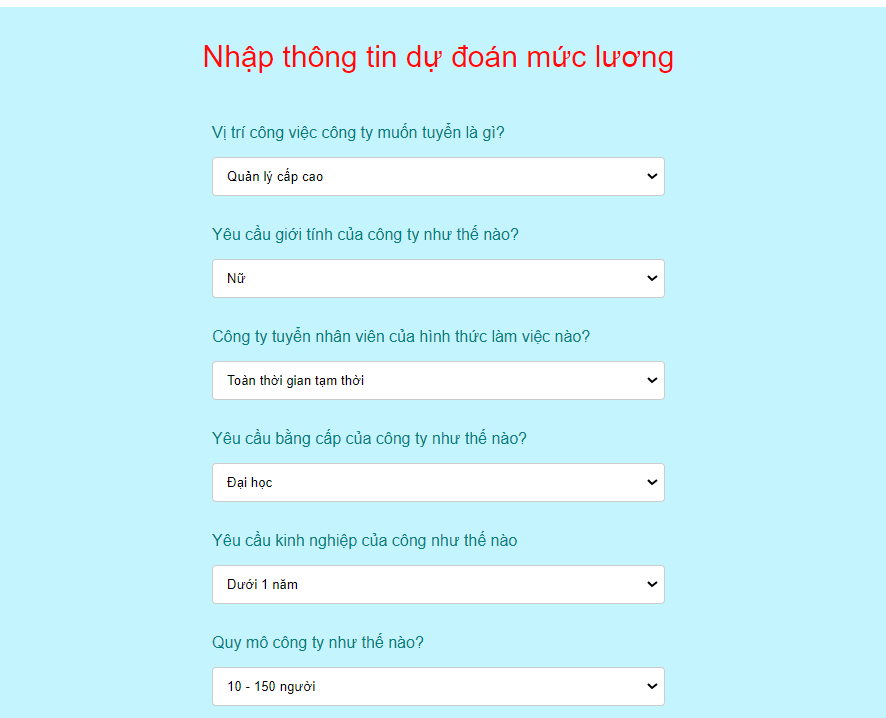 Nhập thông tin dự đoán mức lương
Vị trí công việc công ty muốn tuyển là gì?
Quản lý cấp cao
Yêu cầu giới tính của công ty như thế nào?
Nữ
Công ty tuyển nhân viên của hình thức làm việc nào?
Toàn thời gian tạm thời
Yêu cầu bằng cấp của công ty như thế nào?
Đại học
Yêu cầu kinh nghiệp của công như thế nào
Dưới 1 năm
Quy mô công ty như thế nào?
10 - 150 người